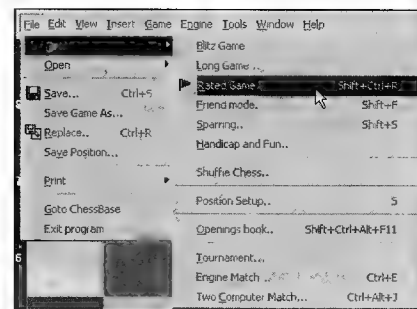 File Edit View Insert Game Engine Tools Window Help
Open
Save... Ctrl+S
Save Game As...
Replace.. Ctrl+R
Save Position...
Print
Goto ChessBase
Exit program
Blitz Game
Long Game ...
Rated Game Shift+Ctrl+R
Friend mode. Shift+F
Sparring.. Shift+S
Handicap and Fun..
Shuffle Chess..
Position Setup.. S
Openings book.. Shift+Ctrl+Alt+F11
Tournament...
Engine Match .. Ctrl+E
Two Computer Match... Ctrl+Alt+J
6